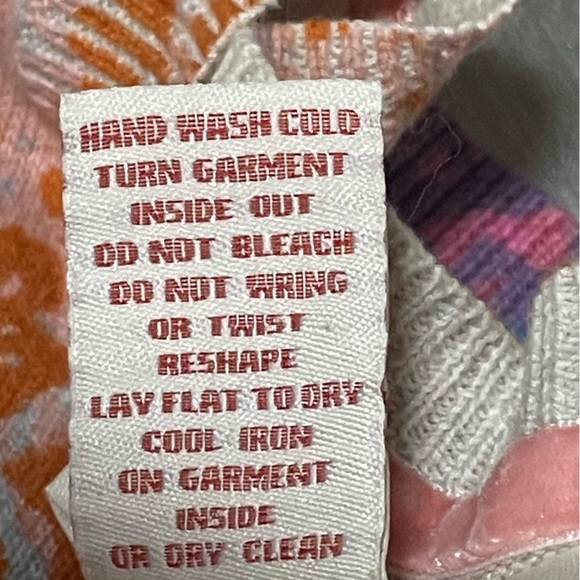 HAND WASH COLD
TURN GARMENT
INSIDE OUT
DO NOT BLEACH
DO NOT WRING
OR TWIST
RESHAPE
LAY FLAT TO DRY
COOL IRON
ON GARMENT
INSIDE
OR DRY CLEAN